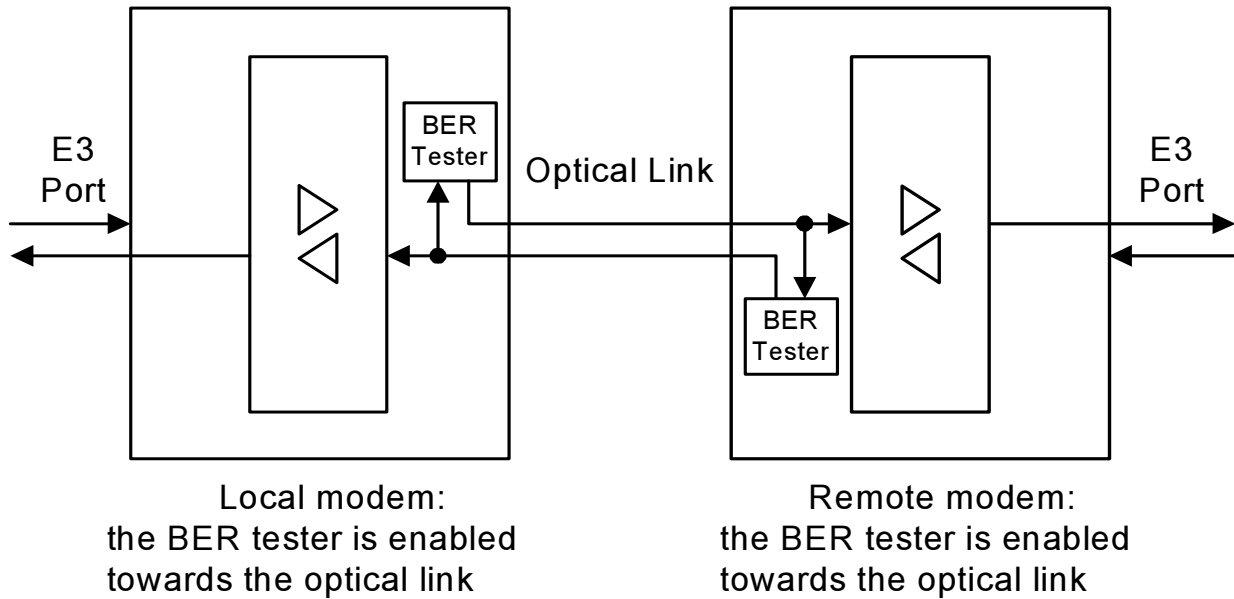 E3
Port
BER
Tester
Optical Link
E3
Port
BER
Tester
Local modem:
the BER tester is enabled
towards the optical link
Remote modem:
the BER tester is enabled
towards the optical link